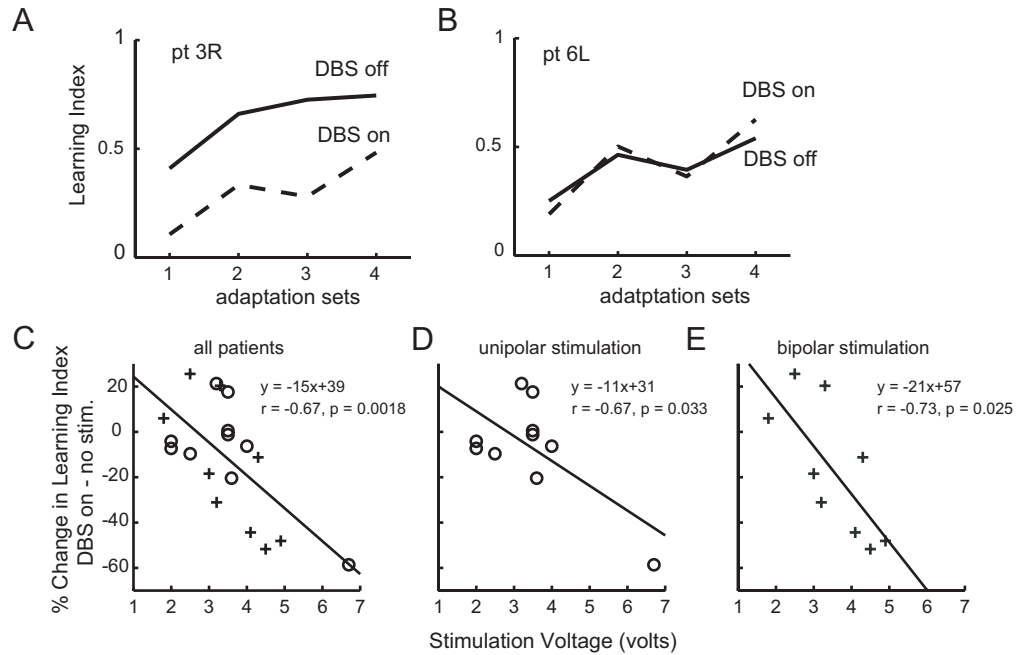 A
pt 3R
DBS off
DBS on
Learning Index
1
0.5
0
1 2 3 4
adaptation sets
B
pt 6L
DBS on
DBS off
1
0.5
0
1 2 3 4
adatptation sets
C
all patients
y = -15x+39
r = -0.67, p = 0.0018
% Change in Learning Index
DBS on - no stim.
20
0
-20
-40
-60
1 2 3 4 5 6 7
D
unipolar stimulation
y = -11x+31
r = -0.67, p = 0.033
1 2 3 4 5 6 7
E
bipolar stimulation
y = -21x+57
r = -0.73, p = 0.025
1 2 3 4 5 6 7
Stimulation Voltage (volts)